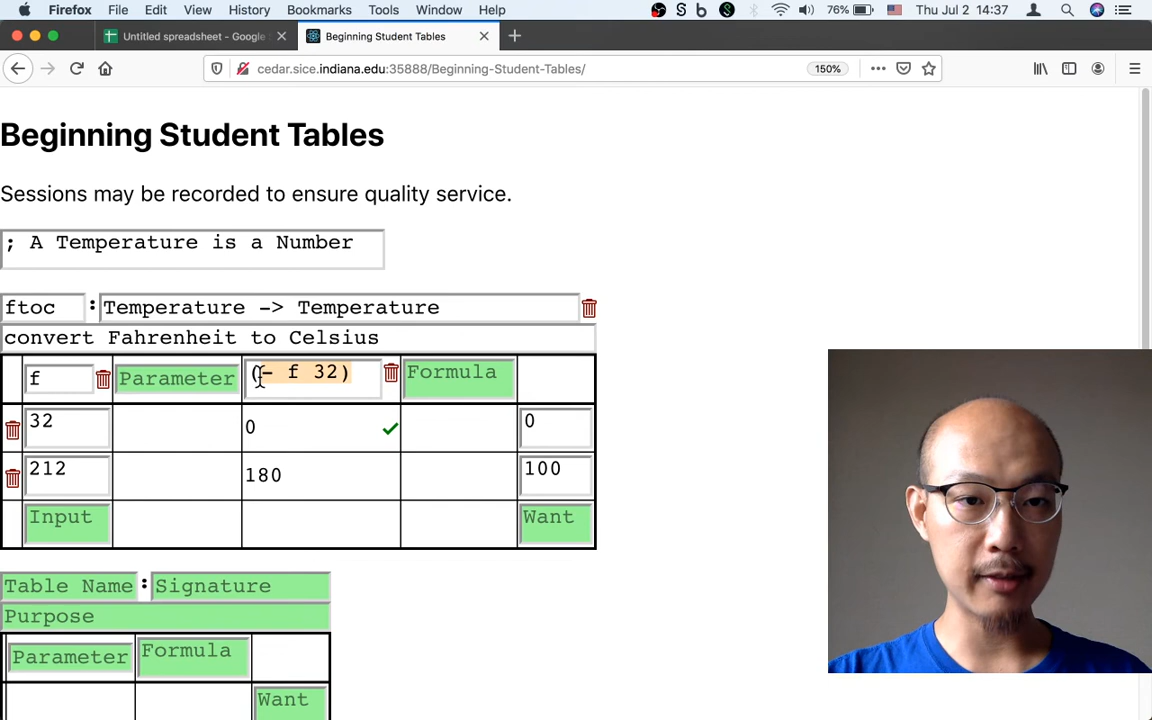 Firefox File Edit View History Bookmarks Tools Window Help 76% Thu Jul 2 14:37
Untitled spreadsheet - Google
Beginning Student Tables
cedar.sice.indiana.edu:35888/Beginning-Student-Tables/ 150%
Beginning Student Tables
Sessions may be recorded to ensure quality service.
; A Temperature is a Number
ftoc : Temperature -> Temperature
convert Fahrenheit to Celsius
f Parameter (- f 32) Formula
32 0 0
212 180 100
Input Want
Table Name : Signature
Purpose
Parameter Formula
Want